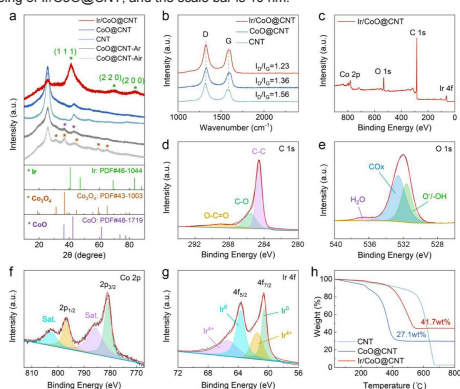 sing of Ir/CoO@CNT, and the scale bar is 10 nm.
a
Ir/CoO@CNT
CoO@CNT
CNT
CoO@CNT-Ar
CoO@CNT-Air
(1 1 1)
(2 2 0)
(2 0 0)
Intensity (a.u.)
* Ir
Ir: PDF#46-1044
* Co3O4
Co3O4: PDF#43-1003
* CoO
CoO: PDF#48-1719
20 40 60 80
2θ (degree)
b
Ir/CoO@CNT
CoO@CNT
CNT
D
G
ID/IG=1.23
ID/IG=1.36
ID/IG=1.56
Intensity (a.u.)
1000 1500 2000 2500
Wavenumber (cm-1)
c
Ir/CoO@CNT
C 1s
Co 2p
O 1s
Ir 4f
Intensity (a.u.)
800 600 400 200 0
Binding Energy (eV)
d
C 1s
C-C
C-O
O-C=O
Intensity (a.u.)
296 292 288 284 280
Binding Energy (eV)
e
O 1s
COx
O-/-OH
H2O
Intensity (a.u.)
540 536 532 528
Binding Energy (eV)
f
Co 2p
2p3/2
2p1/2
Sat.
Sat.
Intensity (a.u.)
810 800 790 780 770
Binding Energy (eV)
g
Ir 4f
4f5/2
4f7/2
Ir0
Ir0
Ir4+
Ir4+
Intensity (a.u.)
72 68 64 60 56
Binding Energy (eV)
h
41.7wt%
27.1wt%
CNT
CoO@CNT
Ir/CoO@CNT
Weight (%)
100
80
60
40
20
0
0 200 400 600 800
Temperature (℃)